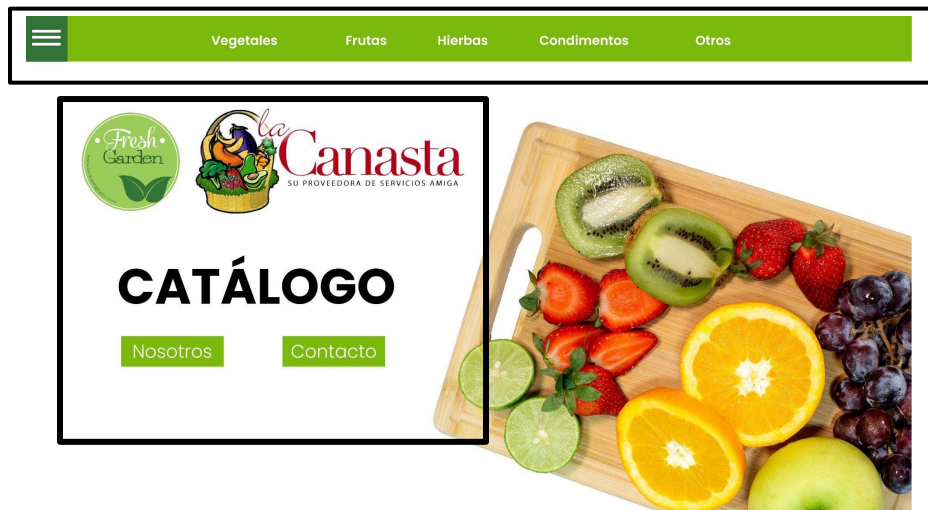 Vegetales Frutas Hierbas Condimentos Otros
Fresh
Garden
la
Canasta
SU PROVEEDORA DE SERVICIOS AMIGA
CATÁLOGO
Nosotros Contacto